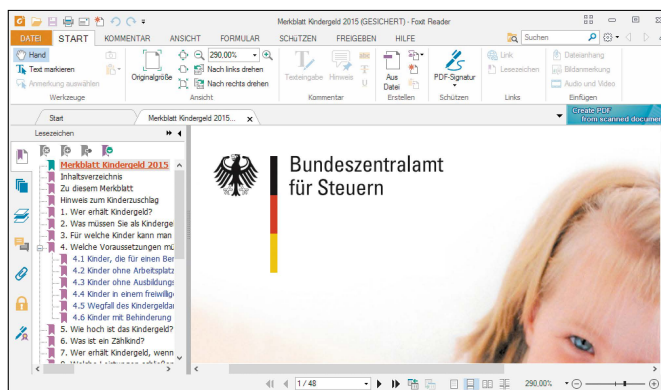 Merkblatt Kindergeld 2015 (GESICHERT) - Foxit Reader
DATEI START KOMMENTAR ANSICHT FORMULAR SCHÜTZEN FREIGEBEN HILFE
Suchen
Hand
Text markieren
Anmerkung auswählen
Werkzeuge
Originalgröße
290,00%
Nach links drehen
Nach rechts drehen
Ansicht
Texteingabe Hinweis
Kommentar
Aus Datei
Erstellen
PDF-Signatur
Schützen
Link
Lesezeichen
Links
Dateianhang
Bildanmerkung
Audio und Video
Einfügen
Start
Merkblatt Kindergeld 2015...
Create PDF
from scanned documen
Lesezeichen
Merkblatt Kindergeld 2015
Inhaltsverzeichnis
Zu diesem Merkblatt
Hinweis zum Kinderzuschlag
1. Wer erhält Kindergeld?
2. Was müssen Sie als Kinderge
3. Für welche Kinder kann man
4. Welche Voraussetzungen mü
4.1 Kinder, die für einen Ber
4.2 Kinder ohne Arbeitsplatz
4.3 Kinder ohne Ausbildungs
4.4 Kinder in einem freiwillig
4.5 Wegfall des Kindergeldan
4.6 Kinder mit Behinderung
5. Wie hoch ist das Kindergeld?
6. Was ist ein Zählkind?
7. Wer erhält Kindergeld, wenn
Bundeszentralamt
für Steuern
1 / 48
290,00%